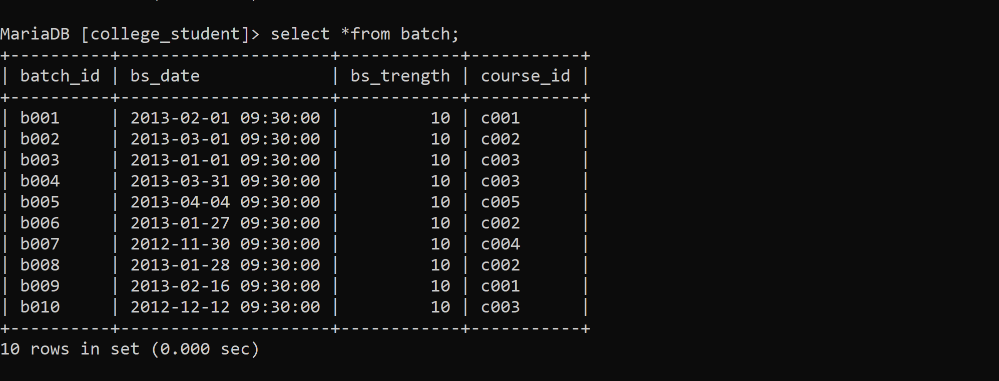 MariaDB [college_student]> select *from batch;
+----------+---------------------+------------+-----------+
| batch_id | bs_date             | bs_trength | course_id |
+----------+---------------------+------------+-----------+
| b001     | 2013-02-01 09:30:00 |         10 | c001      |
| b002     | 2013-03-01 09:30:00 |         10 | c002      |
| b003     | 2013-01-01 09:30:00 |         10 | c003      |
| b004     | 2013-03-31 09:30:00 |         10 | c003      |
| b005     | 2013-04-04 09:30:00 |         10 | c005      |
| b006     | 2013-01-27 09:30:00 |         10 | c002      |
| b007     | 2012-11-30 09:30:00 |         10 | c004      |
| b008     | 2013-01-28 09:30:00 |         10 | c002      |
| b009     | 2013-02-16 09:30:00 |         10 | c001      |
| b010     | 2012-12-12 09:30:00 |         10 | c003      |
+----------+---------------------+------------+-----------+
10 rows in set (0.000 sec)